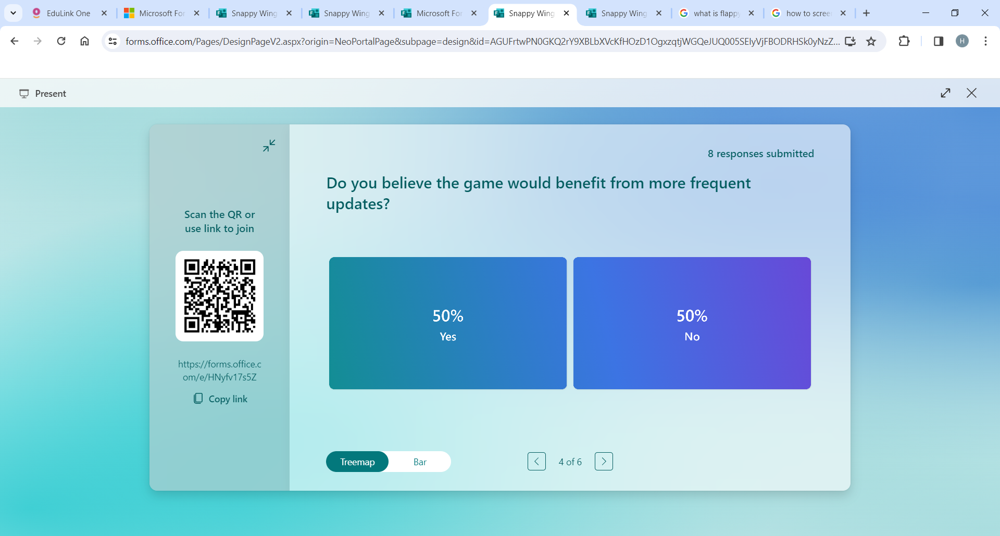 EduLink One
Microsoft For
Snappy Wing
Snappy Wing
Microsoft For
Snappy Wing
Snappy Wing
what is flappy
how to scree
forms.office.com/Pages/DesignPageV2.aspx?origin=NeoPortalPage&subpage=design&id=AGUFrtwPN0GKQ2rY9XBLbXVcKfHOzD1OgxzqtjWGQeJUQ005SEIyVjFBODRHSk0yNzZ...
H
Present
8 responses submitted
Do you believe the game would benefit from more frequent
updates?
Scan the QR or
use link to join
https://forms.office.c
om/e/HNyfv17s5Z
Copy link
50%
Yes
50%
No
Treemap
Bar
4 of 6